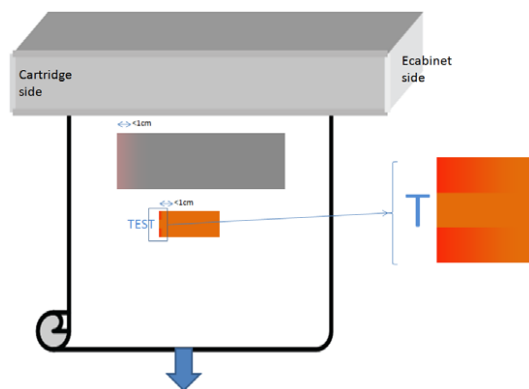 Cartridge
side
Ecabinet
side
<1cm
<1cm
TEST
T